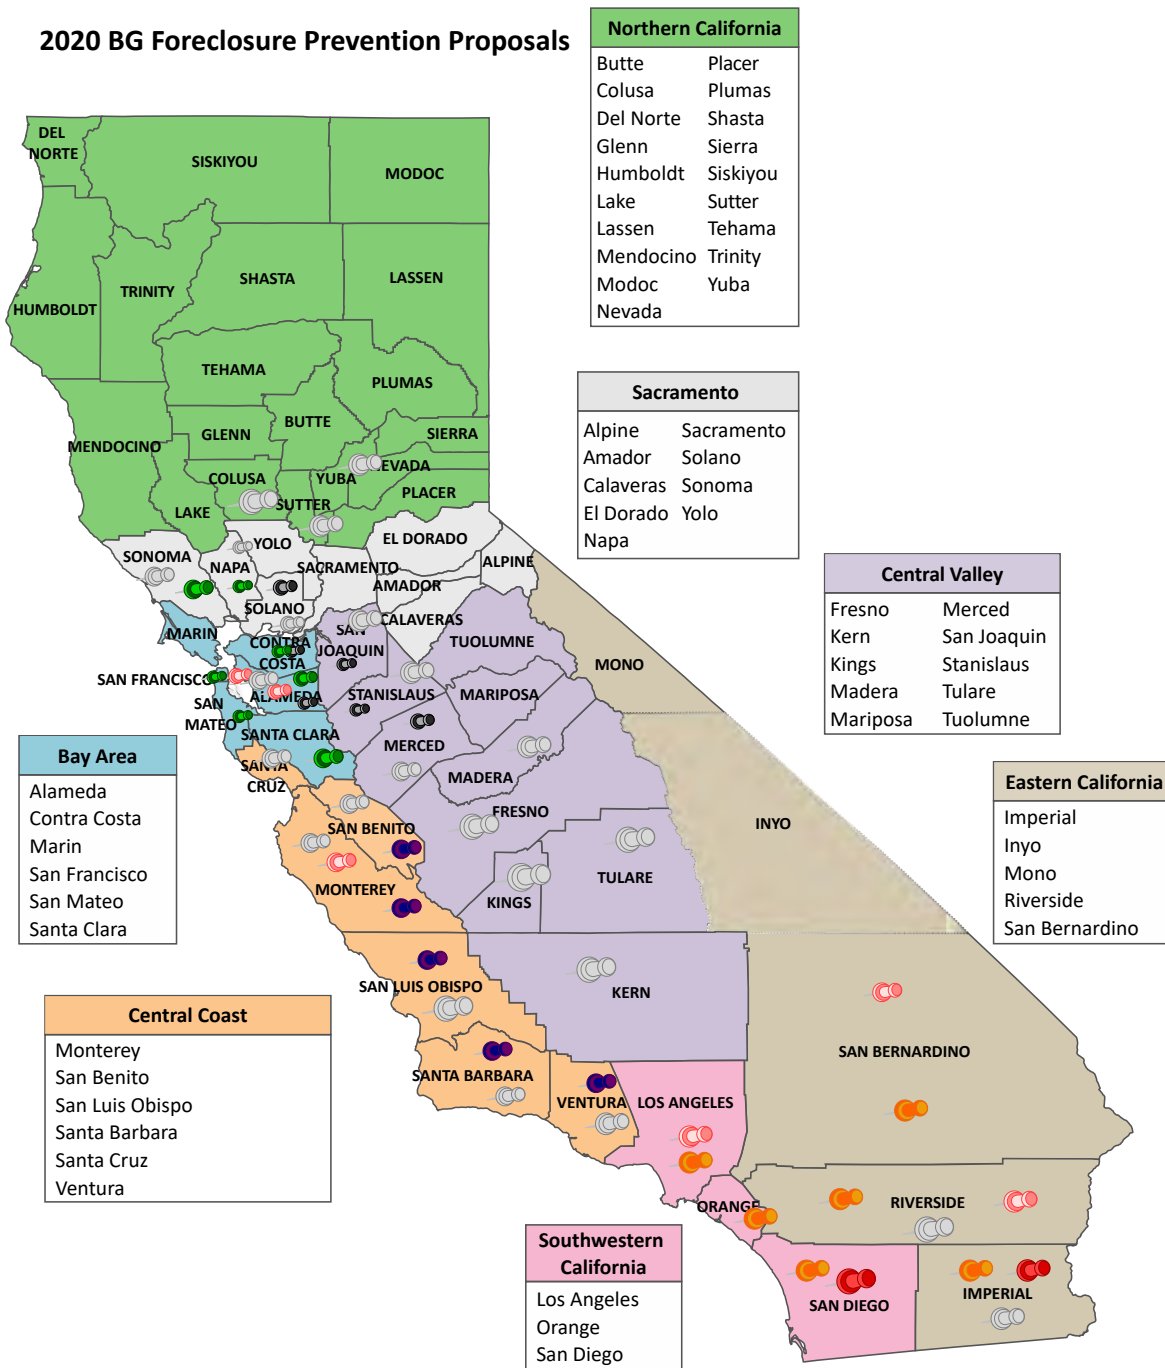 2020 BG Foreclosure Prevention Proposals
Northern California
Butte Placer
Colusa Plumas
Del Norte Shasta
Glenn Sierra
Humboldt Siskiyou
Lake Sutter
Lassen Tehama
Mendocino Trinity
Modoc Yuba
Nevada
DEL
NORTE
SISKIYOU
MODOC
SHASTA
LASSEN
TRINITY
HUMBOLDT
TEHAMA
PLUMAS
BUTTE
GLENN
SIERRA
MENDOCINO
COLUSA
YUBA
NEVADA
PLACER
SUTTER
LAKE
Sacramento
Alpine Sacramento
Amador Solano
Calaveras Sonoma
El Dorado Yolo
Napa
YOLO
EL DORADO
SONOMA
NAPA
SACRAMENTO
ALPINE
AMADOR
SOLANO
CALAVERAS
MARIN
SAN
JOAQUIN
TUOLUMNE
CONTRA
COSTA
MONO
SAN FRANCISCO
ALAMEDA
STANISLAUS
MARIPOSA
SAN
MATEO
SANTA CLARA
MERCED
SANTA
CRUZ
MADERA
FRESNO
SAN BENITO
INYO
MONTEREY
KINGS
TULARE
SAN LUIS OBISPO
KERN
SANTA BARBARA
VENTURA
LOS ANGELES
SAN BERNARDINO
ORANGE
RIVERSIDE
SAN DIEGO
IMPERIAL
Central Valley
Fresno Merced
Kern San Joaquin
Kings Stanislaus
Madera Tulare
Mariposa Tuolumne
Bay Area
Alameda
Contra Costa
Marin
San Francisco
San Mateo
Santa Clara
Eastern California
Imperial
Inyo
Mono
Riverside
San Bernardino
Central Coast
Monterey
San Benito
San Luis Obispo
Santa Barbara
Santa Cruz
Ventura
Southwestern
California
Los Angeles
Orange
San Diego